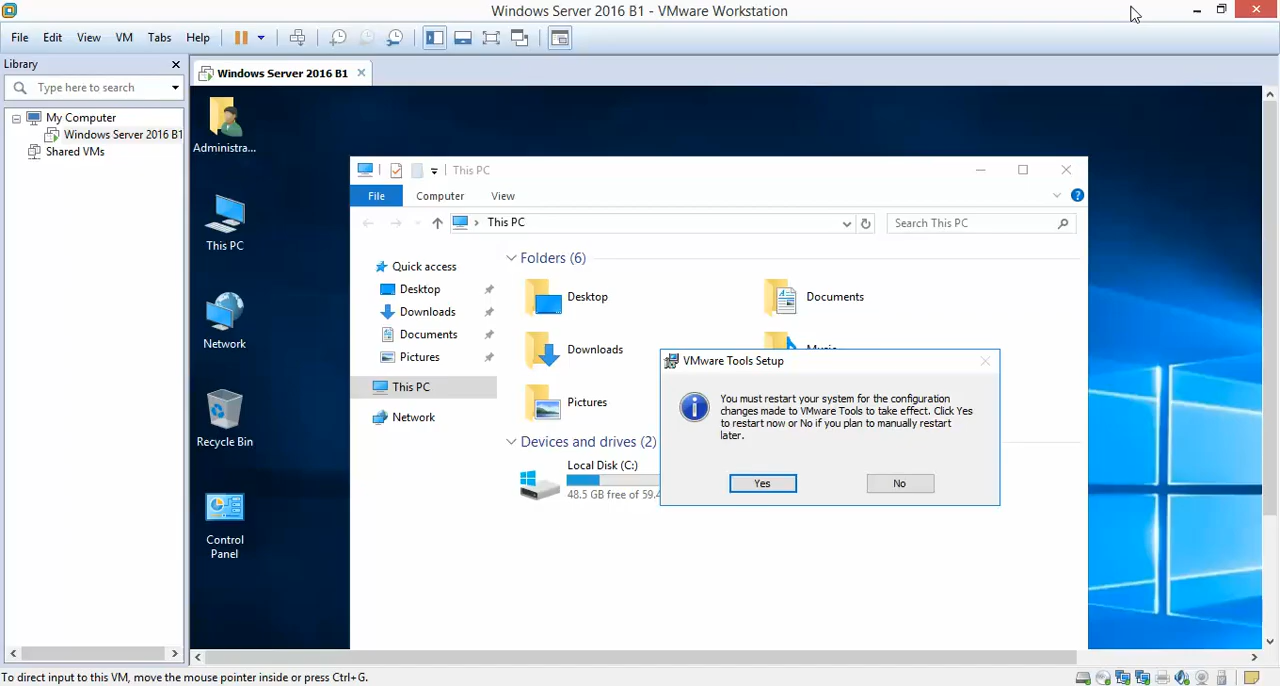 Windows Server 2016 B1 - VMware Workstation
File Edit View VM Tabs Help
Library
Type here to search
My Computer
Windows Server 2016 B1
Shared VMs
Windows Server 2016 B1
Administra...
This PC
Network
Recycle Bin
Control
Panel
This PC
File Computer View
This PC
Search This PC
Quick access
Desktop
Downloads
Documents
Pictures
This PC
Network
Folders (6)
Desktop
Documents
Downloads
Music
Pictures
Devices and drives (2)
Local Disk (C:)
48.5 GB free of 59.4
VMware Tools Setup
You must restart your system for the configuration
changes made to VMware Tools to take effect. Click Yes
to restart now or No if you plan to manually restart
later.
Yes No
To direct input to this VM, move the mouse pointer inside or press Ctrl+G.